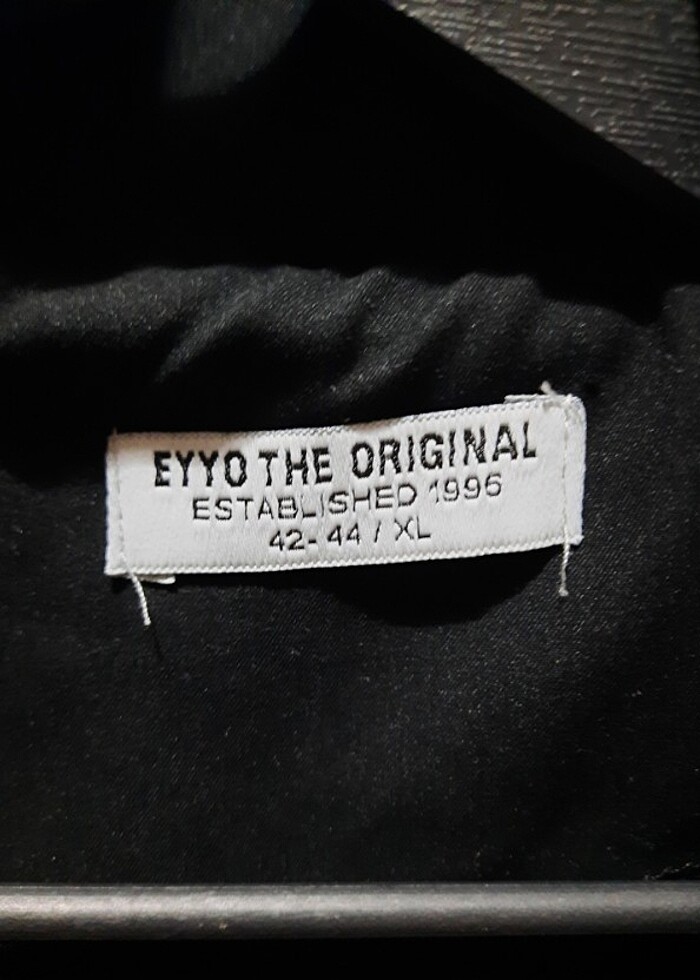 EYYO THE ORIGINAL
ESTABLISHED 1996
42-44 / XL